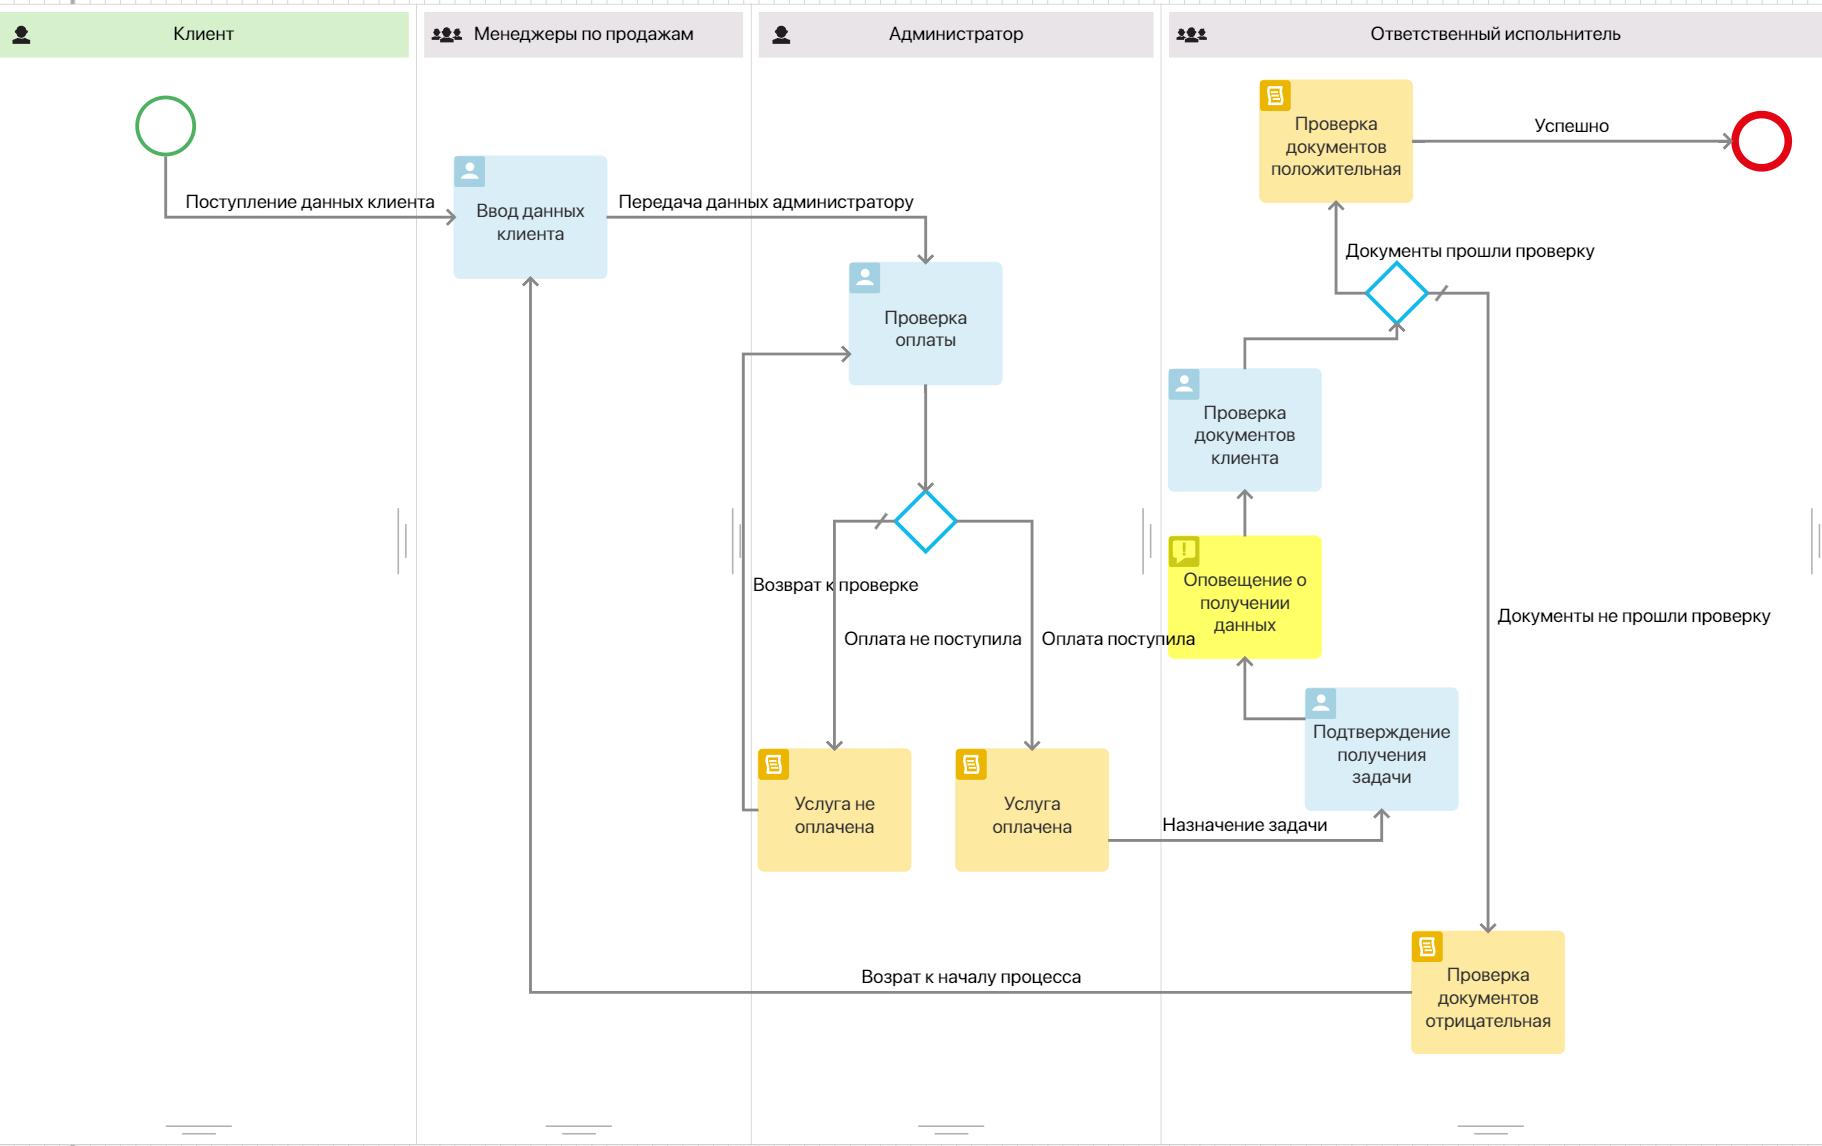 Клиент
Менеджеры по продажам
Администратор
Ответственный испольнитель
Проверка
документов
положительная
Успешно
Поступление данных клиента
Ввод данных
клиента
Передача данных администратору
Документы прошли проверку
Проверка
оплаты
Проверка
документов
клиента
Возврат к проверке
Оповещение о
получении
данных
Оплата не поступила
Оплата поступила
Документы не прошли проверку
Подтверждение
получения
задачи
Услуга не
оплачена
Услуга
оплачена
Назначение задачи
Возрат к началу процесса
Проверка
документов
отрицательная